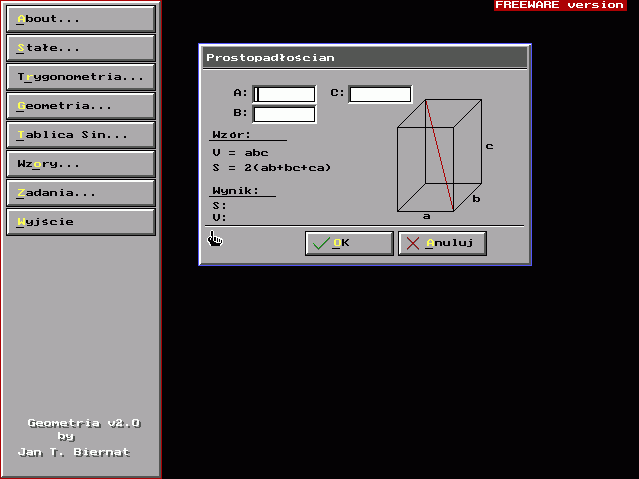 FREEWARE version
About...
Stałe...
Trygonometria...
Geometria...
Tablica Sin...
Wzory...
Zadania...
Wyjście
Prostopadłościan
A: C:
B:
Wzór:
V = abc
S = 2(ab+bc+ca)
Wynik:
S:
V:
c
b
a
OK Anuluj
Geometria v2.0
by
Jan T. Biernat